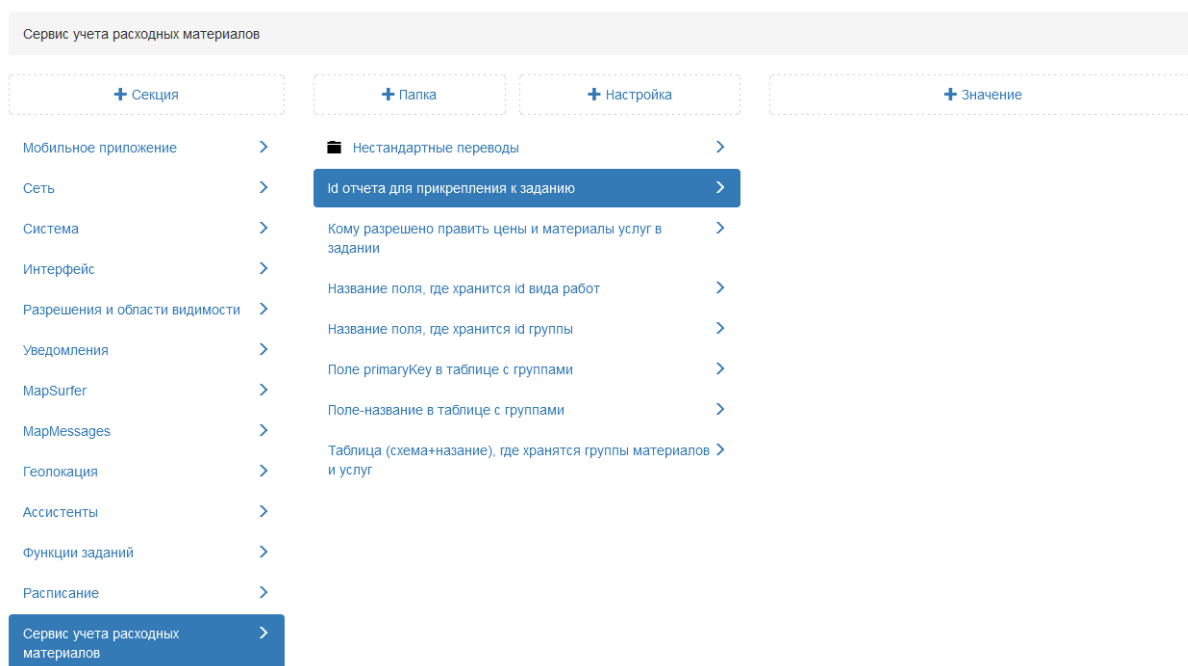 Сервис учета расходных материалов
Секция
Папка
Настройка
Значение
Мобильное приложение
Сеть
Система
Интерфейс
Разрешения и области видимости
Уведомления
MapSurfer
MapMessages
Геолокация
Ассистенты
Функции заданий
Расписание
Сервис учета расходных
материалов
Нестандартные переводы
Id отчета для прикрепления к заданию
Кому разрешено править цены и материалы услуг в
задании
Название поля, где хранится id вида работ
Название поля, где хранится id группы
Поле primaryKey в таблице с группами
Поле-название в таблице с группами
Таблица (схема+назание), где хранятся группы материалов
и услуг